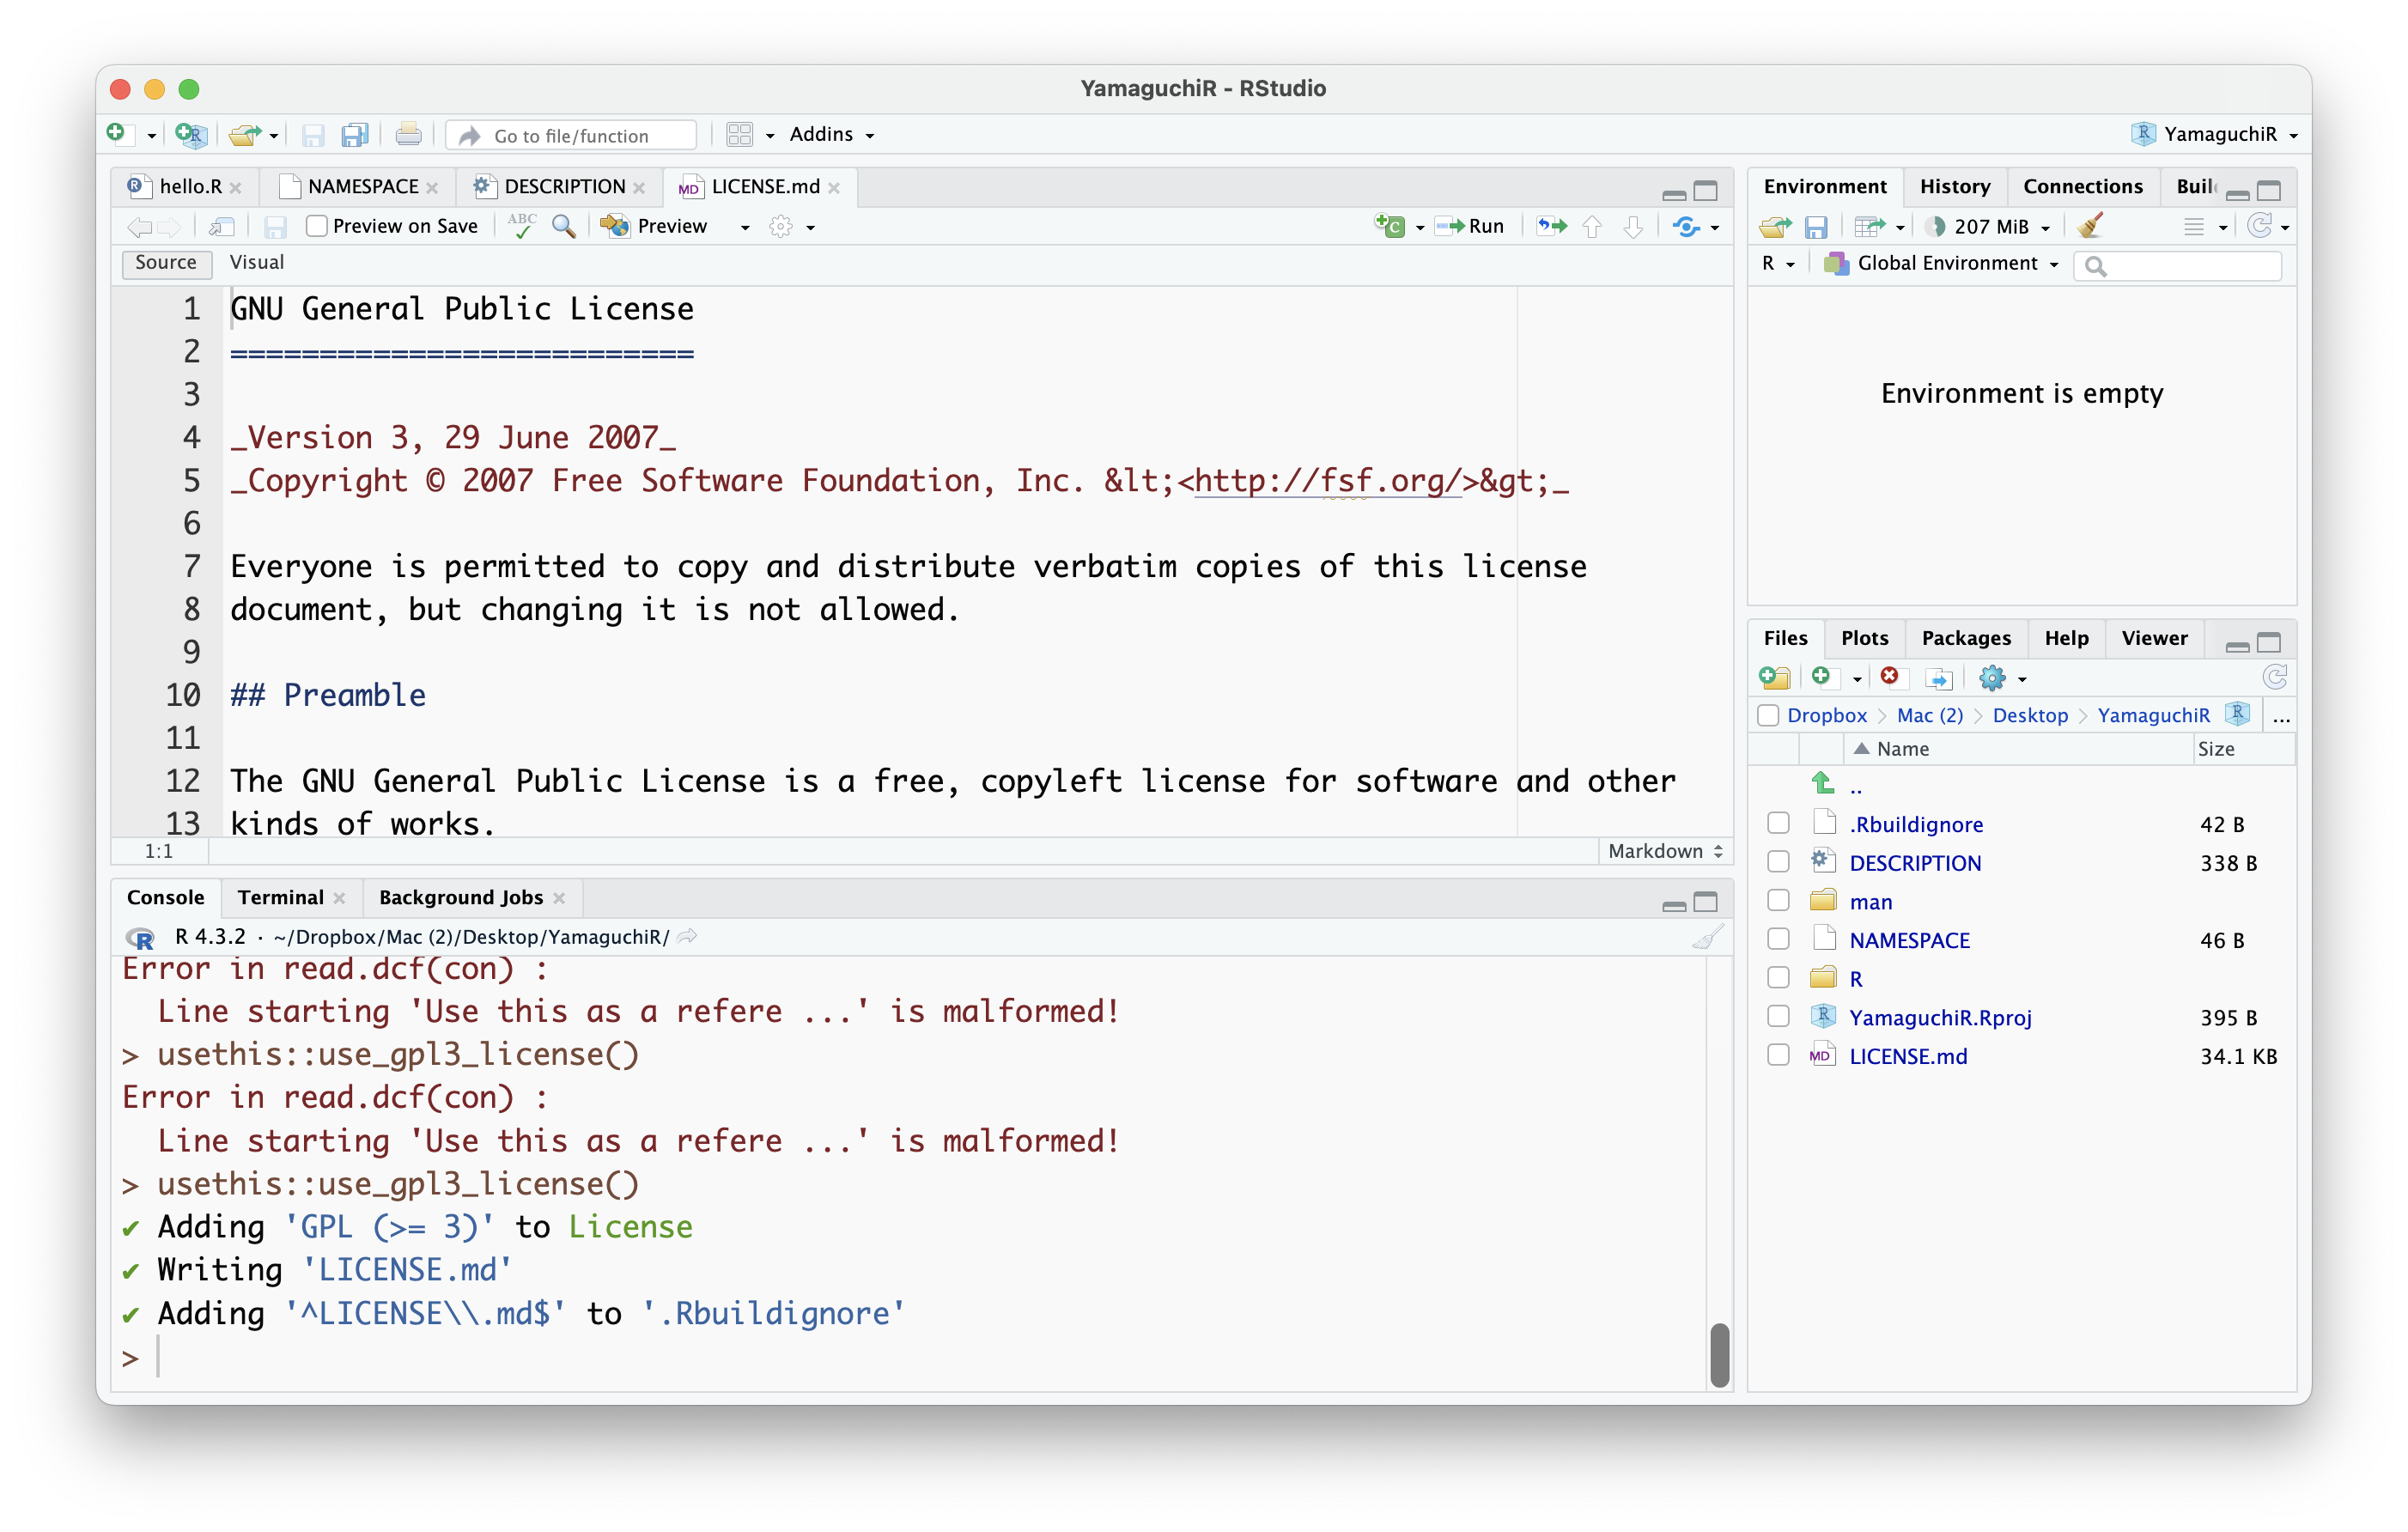 YamaguchiR - RStudio
Go to file/function
Addins
YamaguchiR
hello.R
NAMESPACE
DESCRIPTION
MD LICENSE.md
Preview on Save
ABC
Preview
Run
Source
Visual
1 GNU General Public License
2 ==========================
3
4 _Version 3, 29 June 2007_
5 _Copyright © 2007 Free Software Foundation, Inc. &lt;<http://fsf.org/>&gt;_
6
7 Everyone is permitted to copy and distribute verbatim copies of this license
8 document, but changing it is not allowed.
9
10 ## Preamble
11
12 The GNU General Public License is a free, copyleft license for software and other
13 kinds of works.
1:1
Markdown
Console
Terminal
Background Jobs
R 4.3.2 · ~/Dropbox/Mac (2)/Desktop/YamaguchiR/
Error in read.dcf(con) :
  Line starting 'Use this as a refere ...' is malformed!
> usethis::use_gpl3_license()
Error in read.dcf(con) :
  Line starting 'Use this as a refere ...' is malformed!
> usethis::use_gpl3_license()
✔ Adding 'GPL (>= 3)' to License
✔ Writing 'LICENSE.md'
✔ Adding '^LICENSE\\.md$' to '.Rbuildignore'
>
Environment
History
Connections
207 MiB
R
Global Environment
Environment is empty
Files
Plots
Packages
Help
Viewer
Dropbox > Mac (2) > Desktop > YamaguchiR
...
Name Size
..
.Rbuildignore 42 B
DESCRIPTION 338 B
man
NAMESPACE 46 B
R
YamaguchiR.Rproj 395 B
MD LICENSE.md 34.1 KB